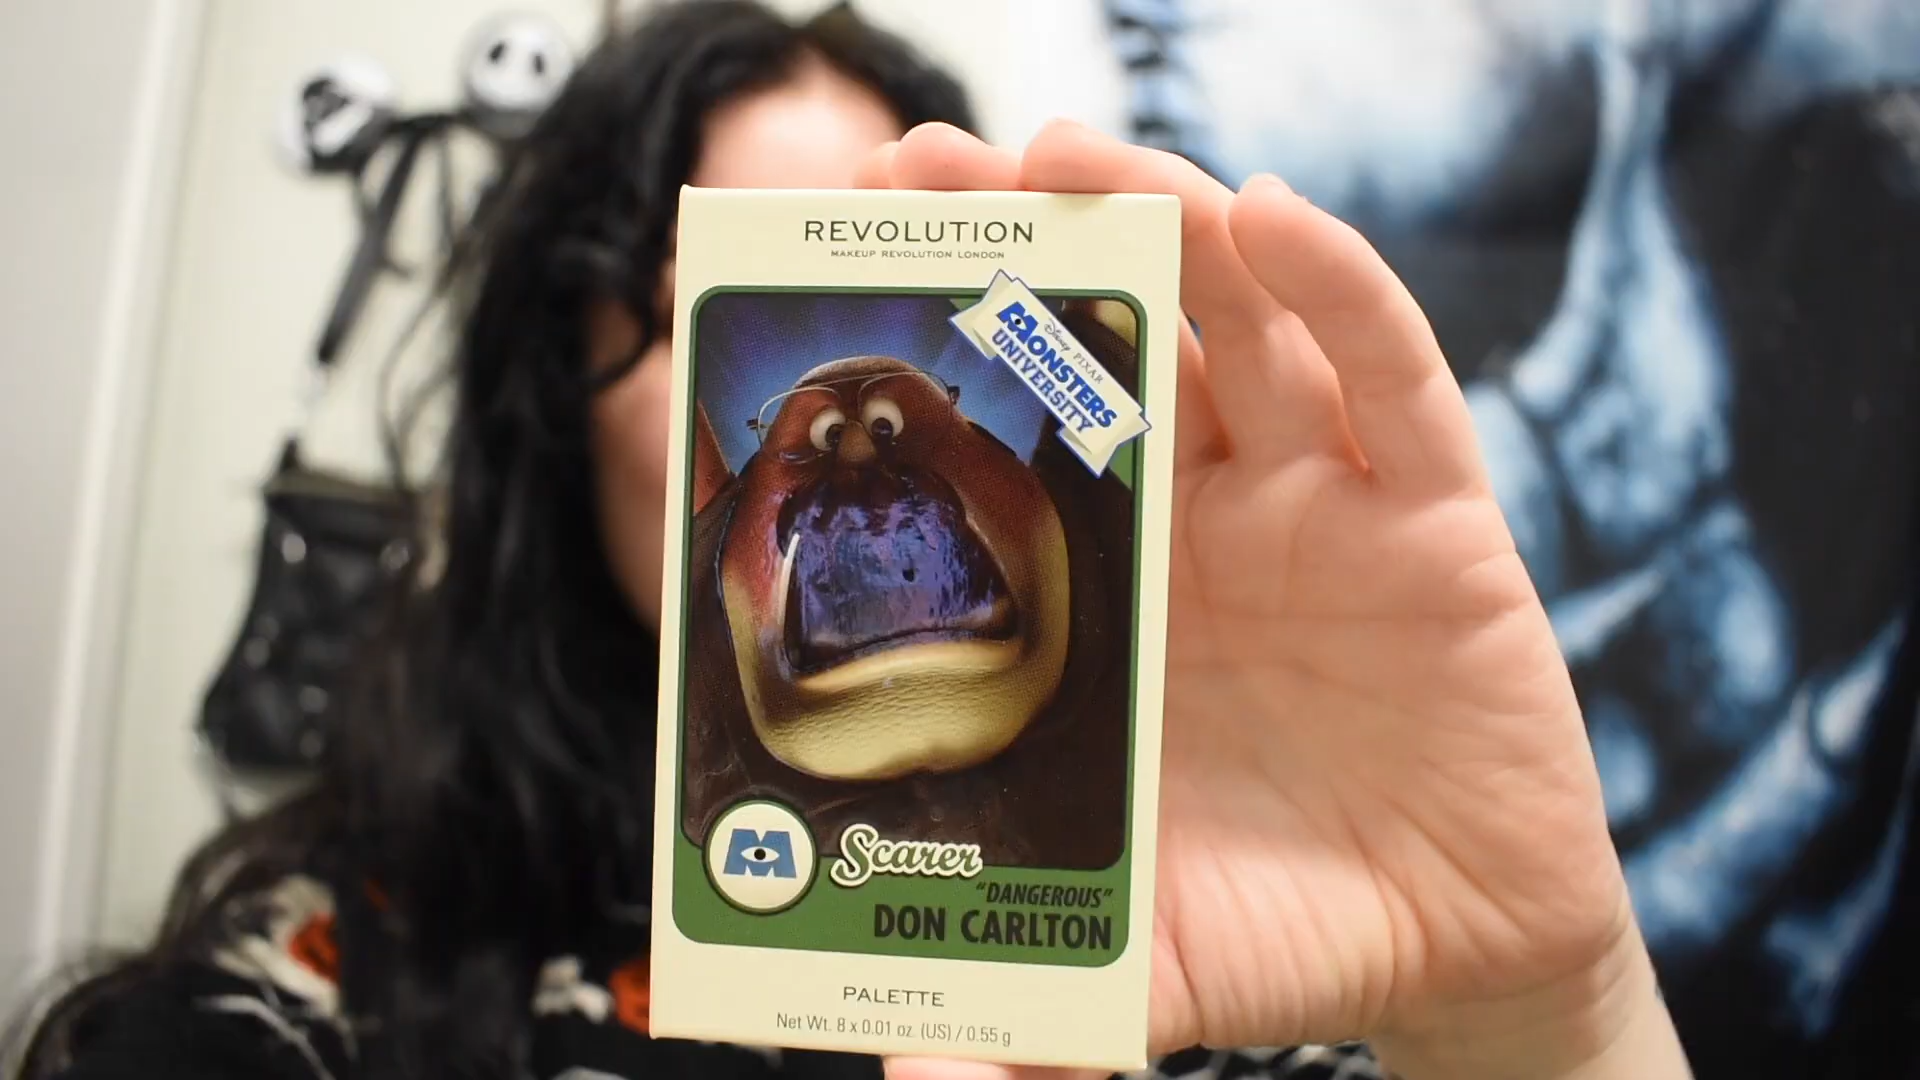 REVOLUTION
MAKEUP REVOLUTION LONDON
Disney PIXAR
MONSTERS
UNIVERSITY
M
Scarer
"DANGEROUS"
DON CARLTON
PALETTE
Net Wt. 8 x 0.01 oz. (US) / 0.55 g